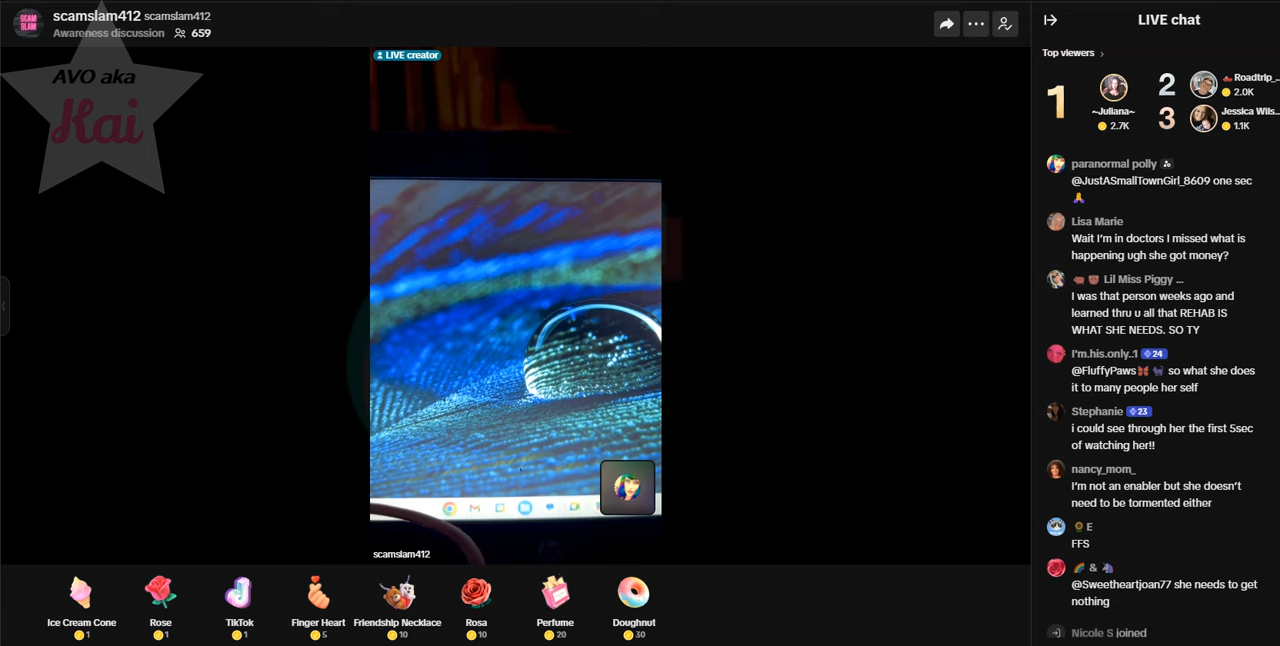 SCAM
SLAM
scamslam412 scamslam412
Awareness discussion 659
AVO aka
Kai
LIVE creator
scamslam412
Ice Cream Cone
1
Rose
1
TikTok
1
Finger Heart
5
Friendship Necklace
10
Rosa
10
Perfume
20
Doughnut
30
LIVE chat
Top viewers >
1
~Juliana~
2.7K
2
Roadtrip_...
2.0K
3
Jessica Wils...
1.1K
paranormal polly
@JustASmallTownGirl_8609 one sec
Lisa Marie
Wait I'm in doctors I missed what is
happening ugh she got money?
Lil Miss Piggy ...
I was that person weeks ago and
learned thru u all that REHAB IS
WHAT SHE NEEDS. SO TY
I'm.his.only..1 24
@FluffyPaws so what she does
it to many people her self
Stephanie 23
i could see through her the first 5sec
of watching her!!
nancy_mom_
I'm not an enabler but she doesn't
need to be tormented either
E
FFS
&
@Sweetheartjoan77 she needs to get
nothing
Nicole S joined